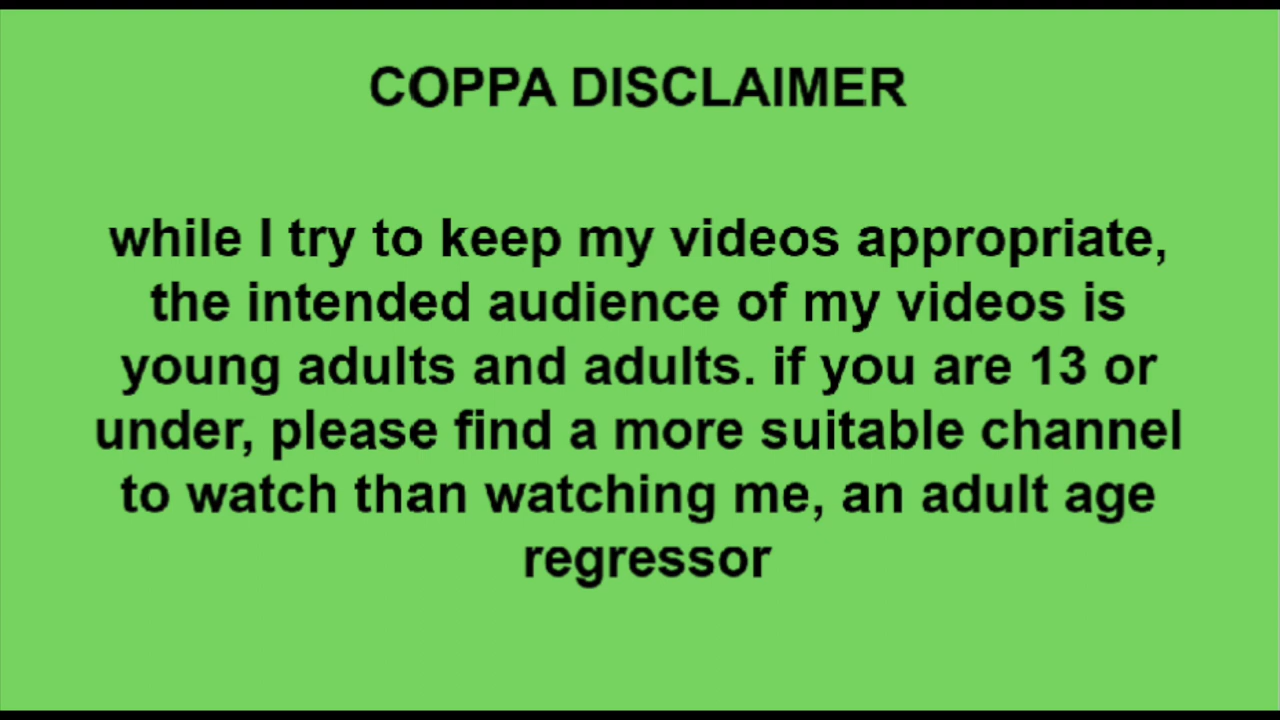 COPPA DISCLAIMER
while I try to keep my videos appropriate,
the intended audience of my videos is
young adults and adults. if you are 13 or
under, please find a more suitable channel
to watch than watching me, an adult age
regressor